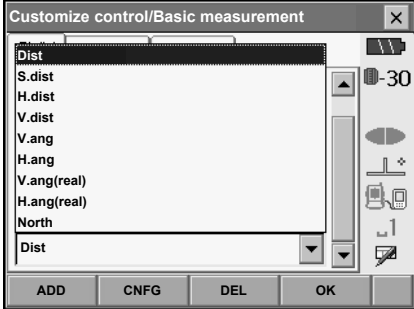 Customize control/Basic measurement
Dist
S.dist
H.dist
V.dist
V.ang
H.ang
V.ang(real)
H.ang(real)
North
Dist
-30
1
ADD CNFG DEL OK